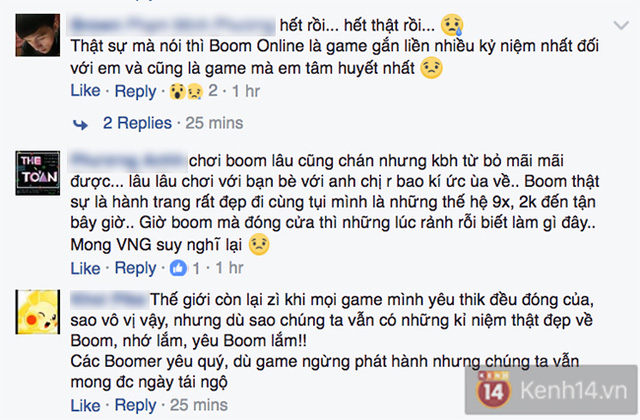 hết rồi... hết thật rồi...
Thật sự mà nói thì Boom Online là game gắn liền nhiều kỷ niệm nhất đối
với em và cũng là game mà em tâm huyết nhất
Like · Reply · 2 · 1 hr
2 Replies · 25 mins
THE
TOÁN
chơi boom lâu cũng chán nhưng kbh từ bỏ mãi mãi
được... lâu lâu chơi với bạn bè với anh chị r bao kí ức ùa về.. Boom thật
sự là hành trang rất đẹp đi cùng tụi mình là những thế hệ 9x, 2k đến tận
bây giờ.. Giờ boom mà đóng cửa thì những lúc rảnh rỗi biết làm gì đây..
Mong VNG suy nghĩ lại
Like · Reply · 1 · 1 hr
Thế giới còn lại zì khi mọi game mình yêu thik đều đóng của,
sao vô vị vậy, nhưng dù sao chúng ta vẫn có những kỉ niệm thật đẹp về
Boom, nhớ lắm, yêu Boom lắm!!
Các Boomer yêu quý, dù game ngừng phát hành nhưng chúng ta vẫn
mong đc ngày tái ngộ
Like · Reply · 25 mins
KENH
14
Kenh14.vn